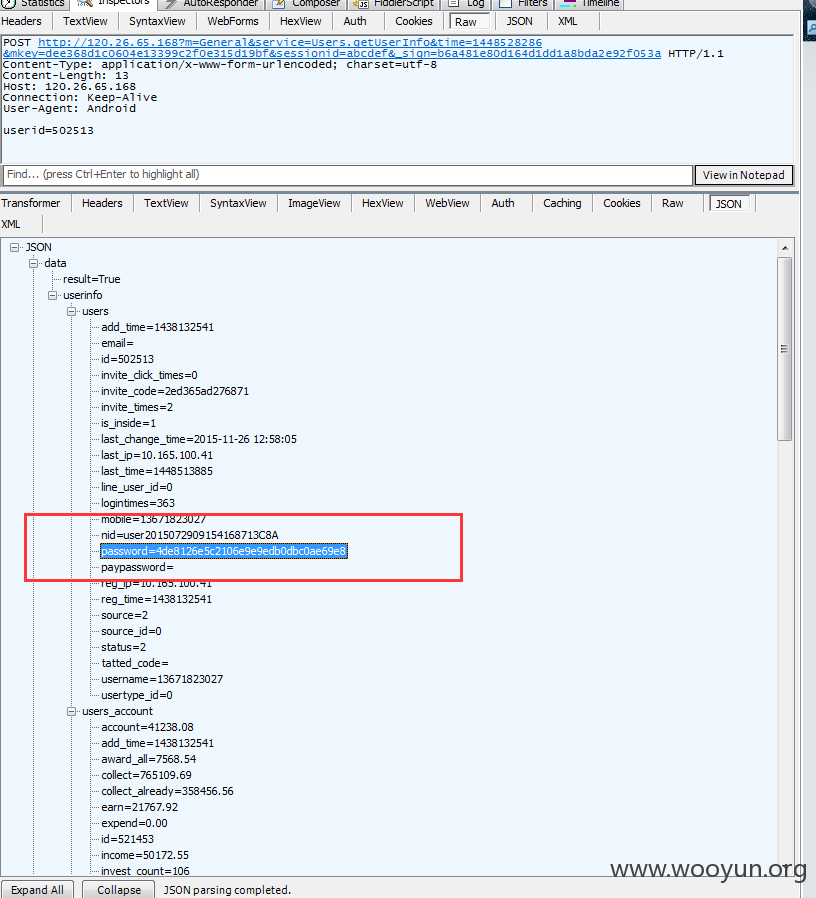 Statistics Inspectors AutoResponder Composer FiddlerScript Log Filters Timeline
Headers TextView SyntaxView WebForms HexView Auth Cookies Raw JSON XML
POST http://120.26.65.168?m=General&service=Users.getUserInfo&time=1448528286
&mkey=dee368d1c0604e13399c2f0e315d19bf&sessionid=abcdef&_sign=b6a481e80d164d1dd1a8bda2e92f053a HTTP/1.1
Content-Type: application/x-www-form-urlencoded; charset=utf-8
Content-Length: 13
Host: 120.26.65.168
Connection: Keep-Alive
User-Agent: Android
userid=502513
Find... (press Ctrl+Enter to highlight all) View in Notepad
Transformer Headers TextView SyntaxView ImageView HexView WebView Auth Caching Cookies Raw JSON
XML
JSON
data
result=True
userinfo
users
add_time=1438132541
email=
id=502513
invite_click_times=0
invite_code=2ed365ad276871
invite_times=2
is_inside=1
last_change_time=2015-11-26 12:58:05
last_ip=10.165.100.41
last_time=1448513885
line_user_id=0
logintimes=363
mobile=13671823027
nid=user2015072909154168713C8A
password=4de8126e5c2106e9e9edb0dbc0ae69e8
paypassword=
reg_ip=10.165.100.41
reg_time=1438132541
source=2
source_id=0
status=2
tatted_code=
username=13671823027
usertype_id=0
users_account
account=41238.08
add_time=1438132541
award_all=7568.54
collect=765109.69
collect_already=358456.56
earn=21767.92
expend=0.00
id=521453
income=50172.55
invest_count=106
www.wooyun.org
Expand All Collapse JSON parsing completed.